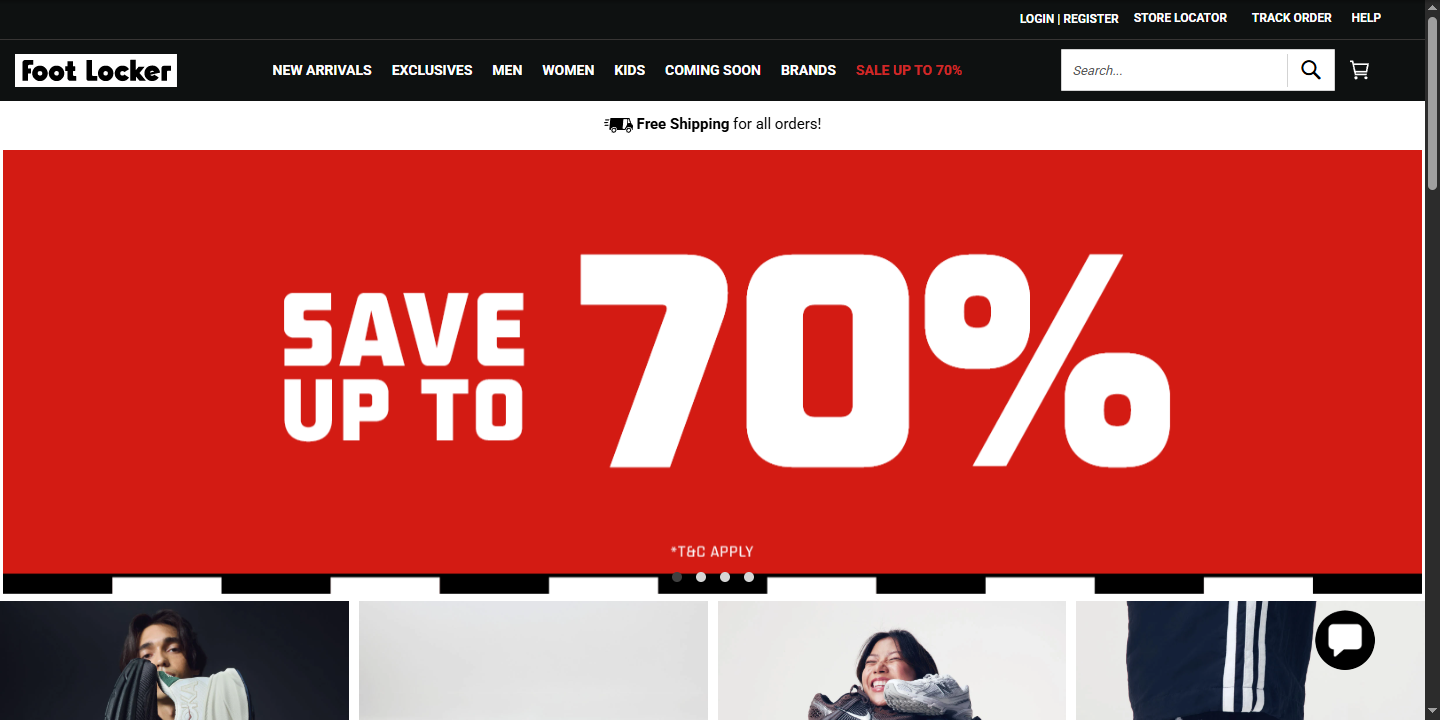 LOGIN | REGISTER STORE LOCATOR TRACK ORDER HELP
Foot Locker NEW ARRIVALS EXCLUSIVES MEN WOMEN KIDS COMING SOON BRANDS SALE UP TO 70% Search...
Free Shipping for all orders!
SAVE
UP TO
70%
*T&C APPLY